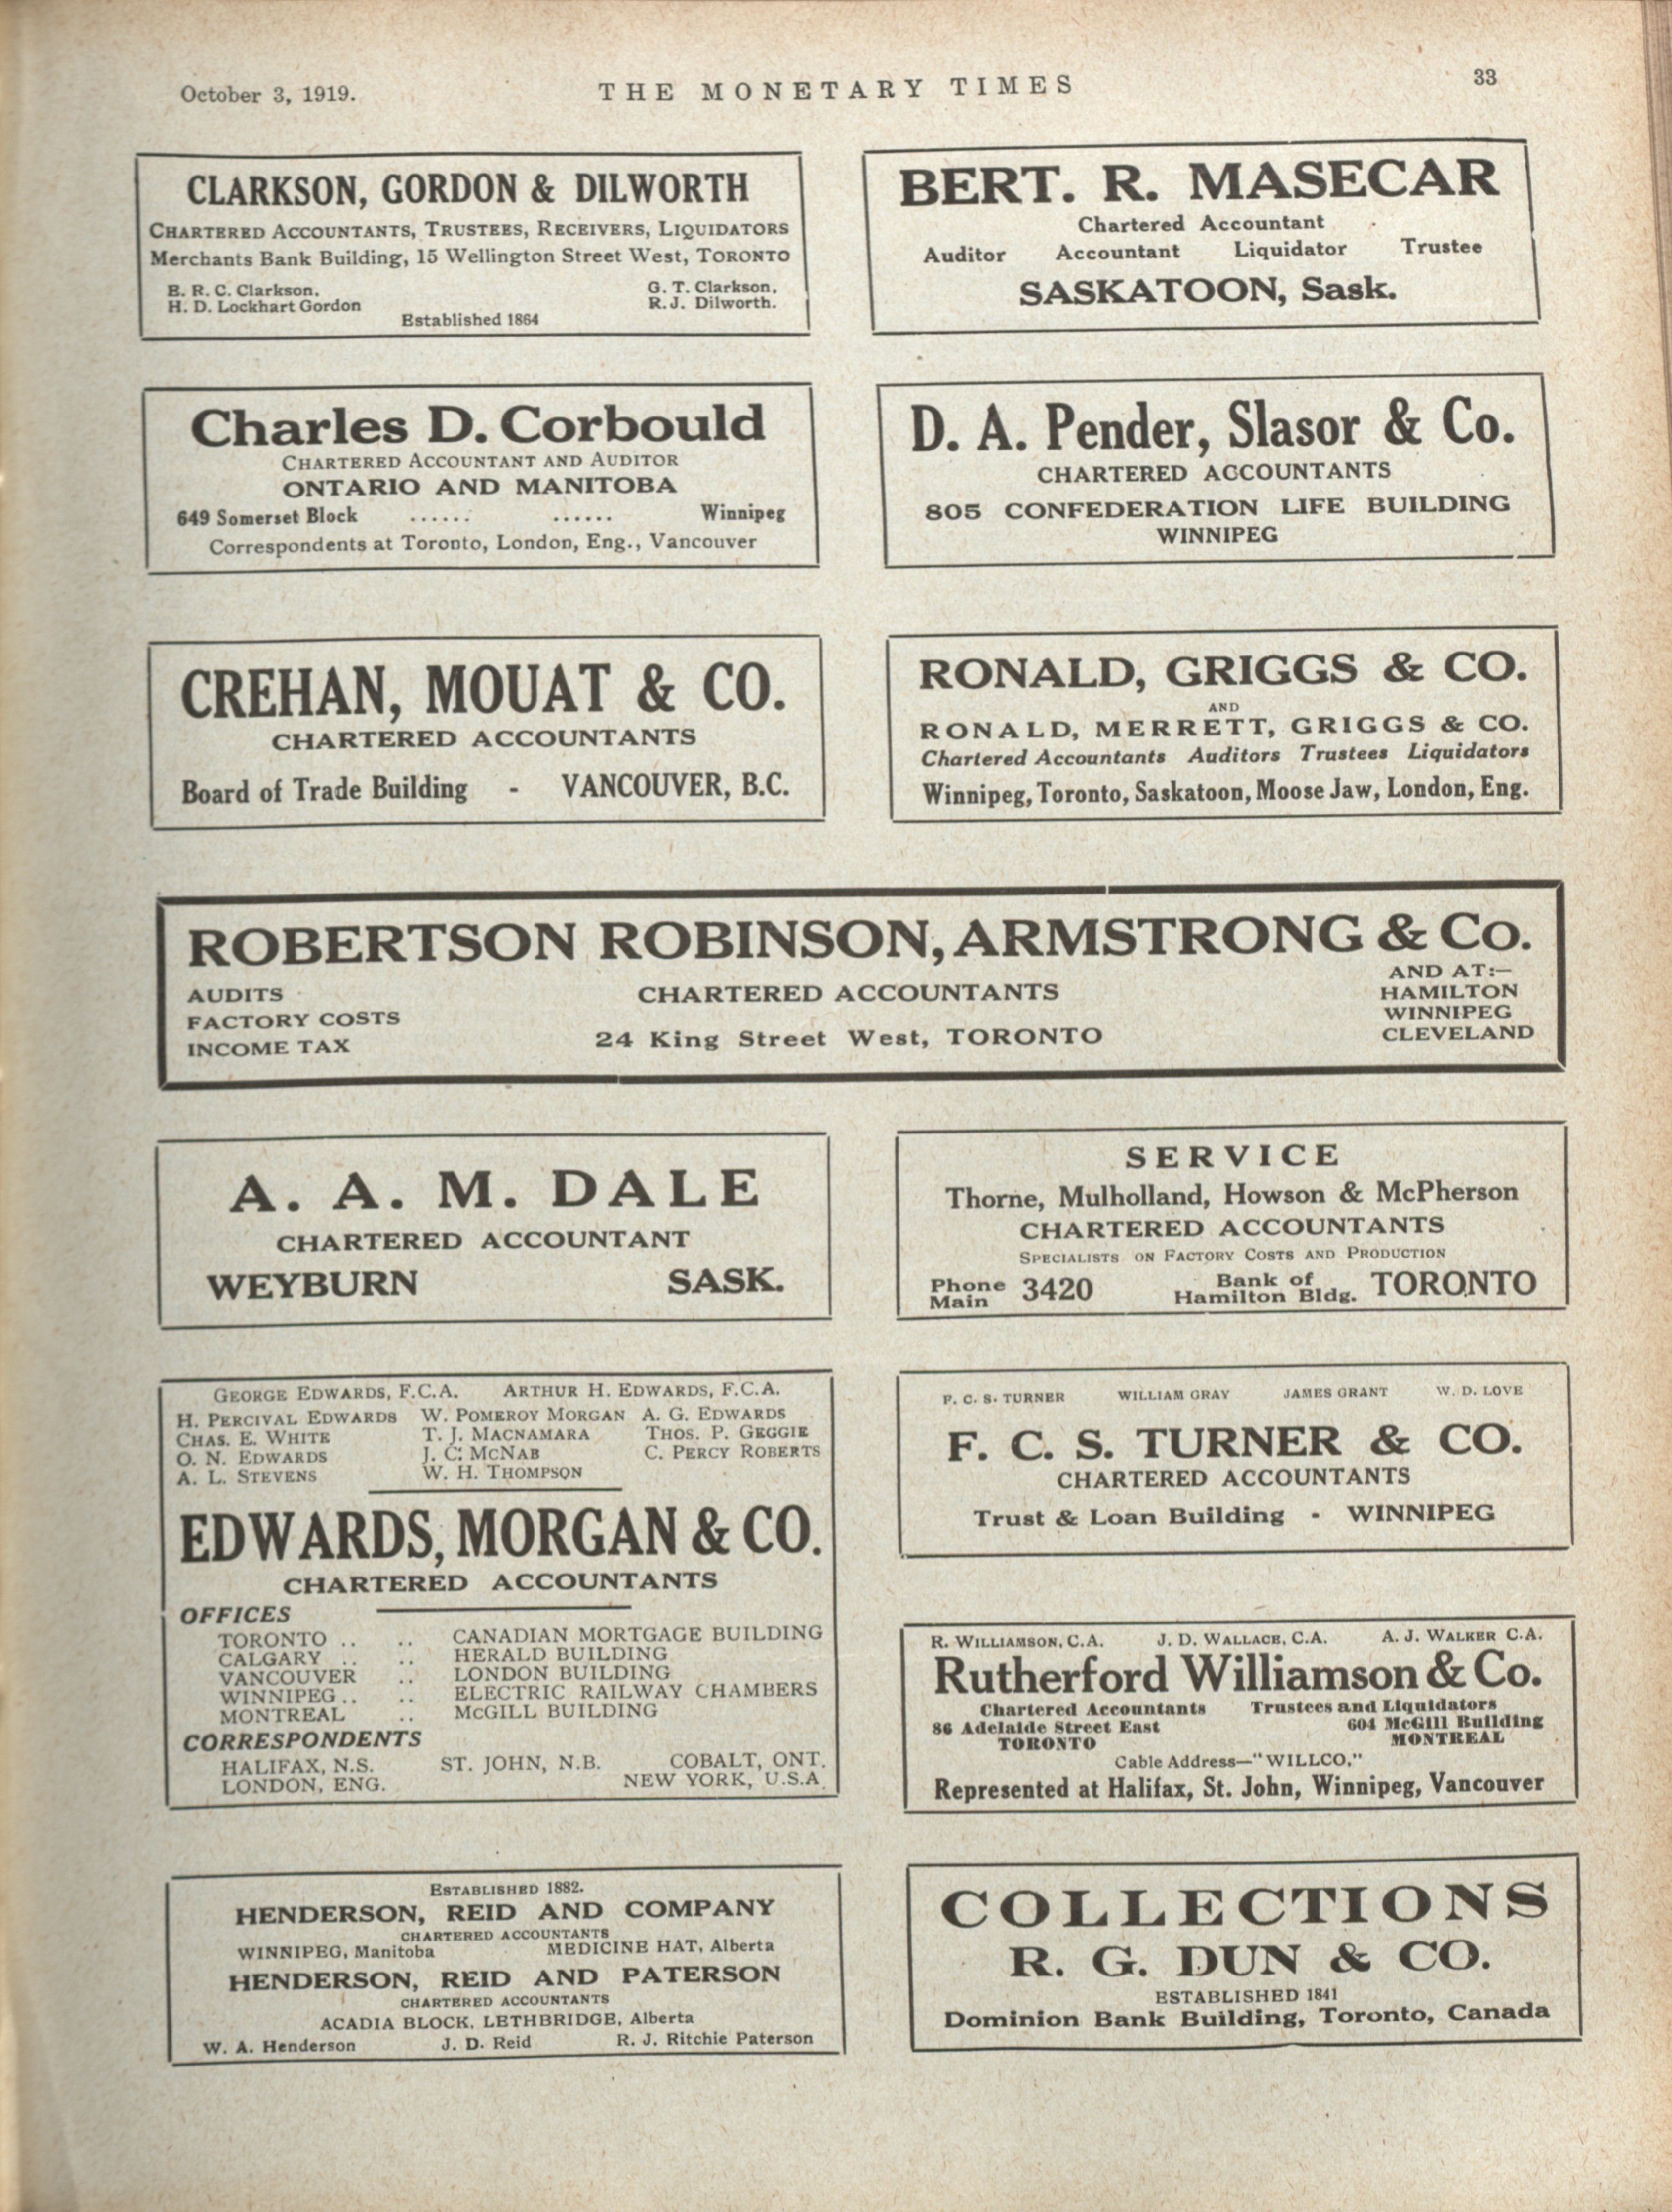 October 3, 1919.
THE MONETARY TIMES
33
CLARKSON, GORDON & DILWORTH
CHARTERED ACCOUNTANTS, TRUSTEES, RECEIVERS, LIQUIDATORS
Merchants Bank Building, 15 Wellington Street West, TORONTO
E. R. C. Clarkson. G. T. Clarkson.
H. D. Lockhart Gordon R. J. Dilworth.
Established 1864
BERT. R. MASECAR
Chartered Accountant
Auditor Accountant Liquidator Trustee
SASKATOON, Sask.
Charles D. Corbould
CHARTERED ACCOUNTANT AND AUDITOR
ONTARIO AND MANITOBA
649 Somerset Block ...... ...... Winnipeg
Correspondents at Toronto, London, Eng., Vancouver
D. A. Pender, Slasor & Co.
CHARTERED ACCOUNTANTS
805 CONFEDERATION LIFE BUILDING
WINNIPEG
CREHAN, MOUAT & CO.
CHARTERED ACCOUNTANTS
Board of Trade Building - VANCOUVER, B.C.
RONALD, GRIGGS & CO.
AND
RONALD, MERRETT, GRIGGS & CO.
Chartered Accountants Auditors Trustees Liquidators
Winnipeg, Toronto, Saskatoon, Moose Jaw, London, Eng.
ROBERTSON ROBINSON, ARMSTRONG & Co.
AUDITS
FACTORY COSTS
INCOME TAX
CHARTERED ACCOUNTANTS
24 King Street West, TORONTO
AND AT:—
HAMILTON
WINNIPEG
CLEVELAND
A. A. M. DALE
CHARTERED ACCOUNTANT
WEYBURN SASK.
SERVICE
Thorne, Mulholland, Howson & McPherson
CHARTERED ACCOUNTANTS
SPECIALISTS ON FACTORY COSTS AND PRODUCTION
Phone Main 3420 Bank of Hamilton Bldg. TORONTO
GEORGE EDWARDS, F.C.A. ARTHUR H. EDWARDS, F.C.A.
H. PERCIVAL EDWARDS W. POMEROY MORGAN A. G. EDWARDS
CHAS. E. WHITE T. J. MACNAMARA THOS. P. GEGGIE
O. N. EDWARDS J. C. MCNAB C. PERCY ROBERTS
A. L. STEVENS W. H. THOMPSON
EDWARDS, MORGAN & CO.
CHARTERED ACCOUNTANTS
OFFICES
TORONTO .. .. CANADIAN MORTGAGE BUILDING
CALGARY .. .. HERALD BUILDING
VANCOUVER .. LONDON BUILDING
WINNIPEG .. .. ELECTRIC RAILWAY CHAMBERS
MONTREAL .. McGILL BUILDING
CORRESPONDENTS
HALIFAX, N.S. ST. JOHN, N.B. COBALT, ONT.
LONDON, ENG. NEW YORK, U.S.A.
F. C. S. TURNER WILLIAM GRAY JAMES GRANT W. D. LOVE
F. C. S. TURNER & CO.
CHARTERED ACCOUNTANTS
Trust & Loan Building - WINNIPEG
R. WILLIAMSON, C.A. J. D. WALLACE, C.A. A. J. WALKER C.A.
Rutherford Williamson & Co.
Chartered Accountants Trustees and Liquidators
86 Adelaide Street East 604 McGill Building
TORONTO MONTREAL
Cable Address—"WILLCO."
Represented at Halifax, St. John, Winnipeg, Vancouver
ESTABLISHED 1882.
HENDERSON, REID AND COMPANY
CHARTERED ACCOUNTANTS
WINNIPEG, Manitoba MEDICINE HAT, Alberta
HENDERSON, REID AND PATERSON
CHARTERED ACCOUNTANTS
ACADIA BLOCK, LETHBRIDGE, Alberta
W. A. Henderson J. D. Reid R. J. Ritchie Paterson
COLLECTIONS
R. G. DUN & CO.
ESTABLISHED 1841
Dominion Bank Building, Toronto, Canada